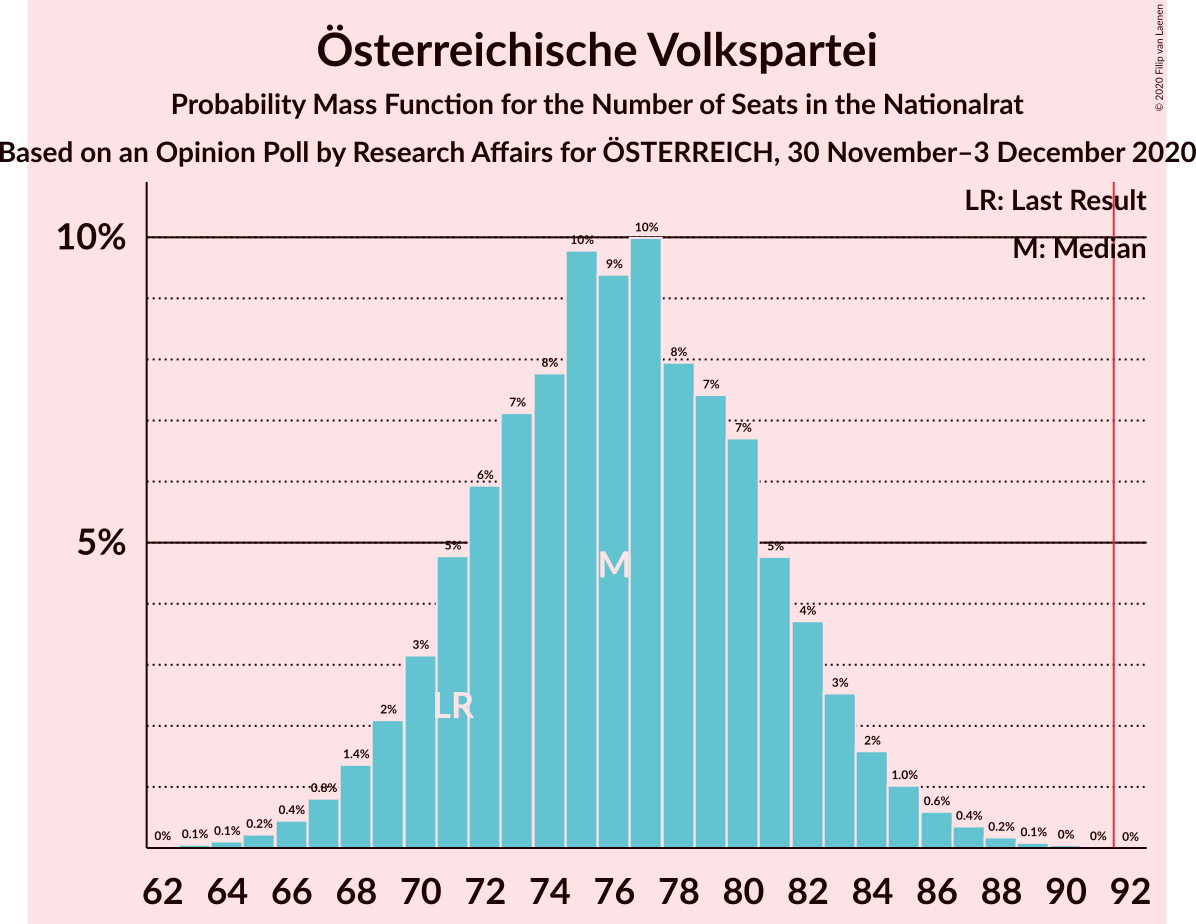 Österreichische Volkspartei
Probability Mass Function for the Number of Seats in the Nationalrat
Based on an Opinion Poll by Research Affairs for ÖSTERREICH, 30 November–3 December 2020
© 2020 Filip van Laenen
LR: Last Result
M: Median
10%
5%
0% 0.1% 0.1% 0.2% 0.4% 0.8% 1.4% 2% 3% 5% 6% 7% 8% 10% 9% 10% 8% 7% 7% 5% 4% 3% 2% 1.0% 0.6% 0.4% 0.2% 0.1% 0% 0% 0%
M
LR
62 64 66 68 70 72 74 76 78 80 82 84 86 88 90 92